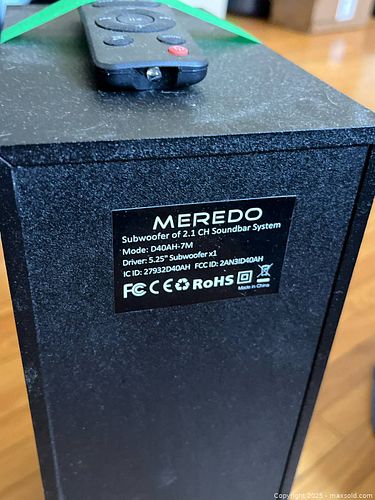 MEREDO
Subwoofer of 2.1 CH Soundbar System
Mode: D40AH-7M
Driver: 5.25" Subwoofer x1
IC ID: 27932D40AH FCC ID: 2AN3ID40AH
FC CE RoHS
Made in China
Copyright 2025 - maxsold.com